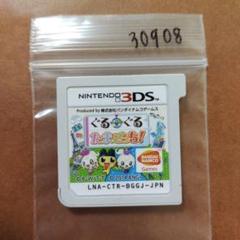 30908
NINTENDO 3DS™
Produced by 株式会社バンダイナムコゲームス
ぐるぐる
たまごっち!
BANDAI
NAMCO
Games
LNA-CTR-BGGJ-JPN